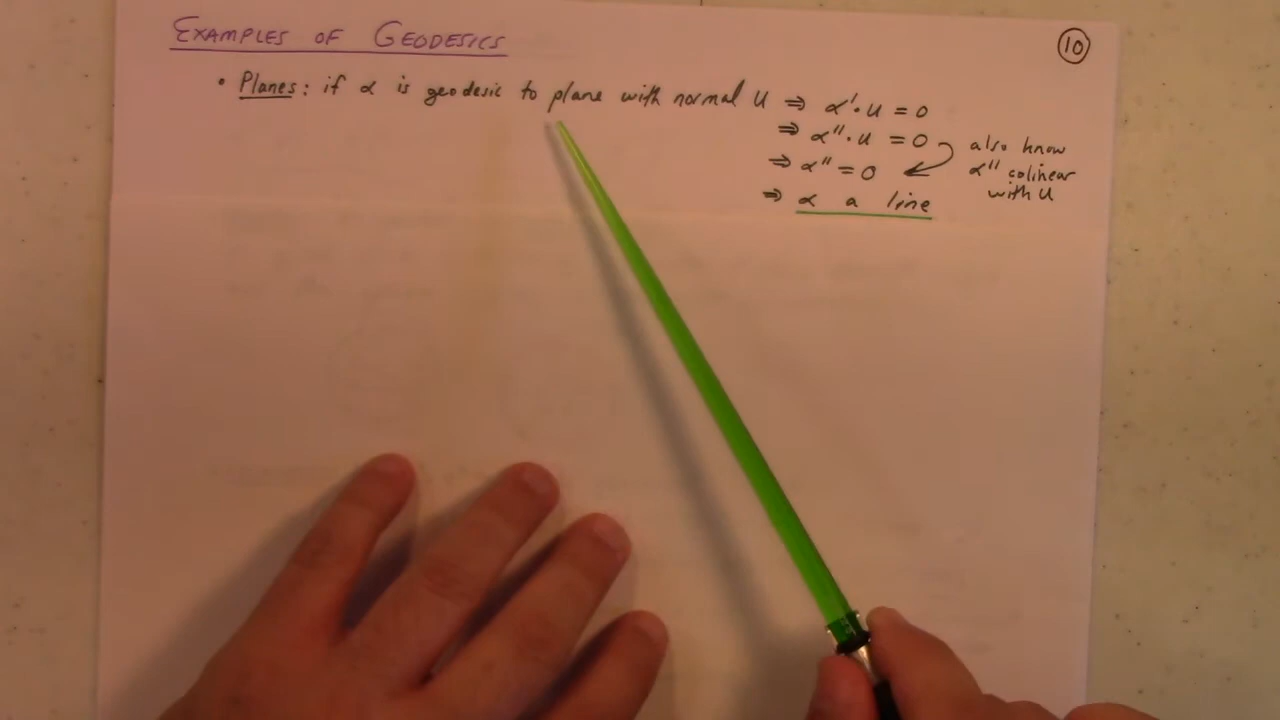 EXAMPLES OF GEODESICS
10
• Planes: if α is geodesic to plane with normal U ⇒ α'·U = 0
⇒ α''·U = 0
⇒ α'' = 0
⇒ α a line
also know
α'' colinear
with U